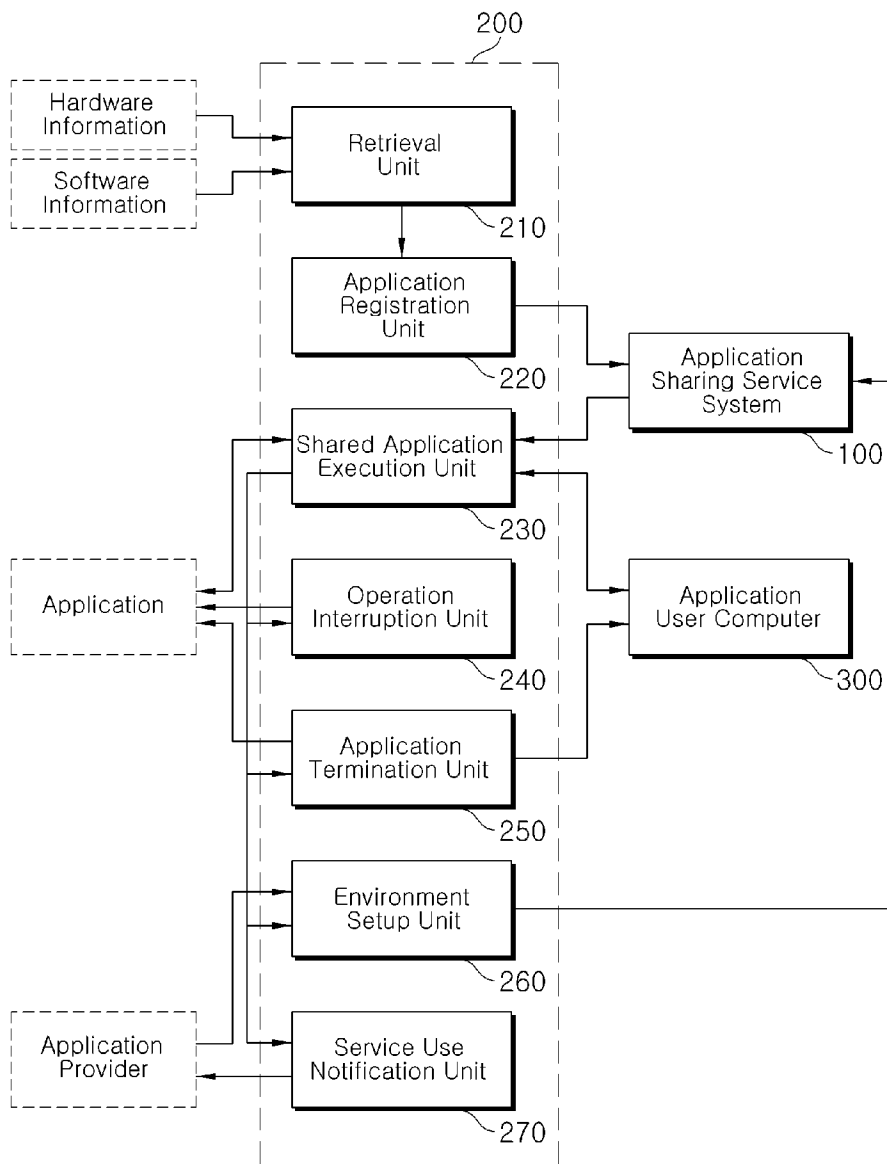 200
Hardware
Information
Software
Information
Retrieval
Unit
210
Application
Registration
Unit
220
Application
Sharing Service
System
100
Shared Application
Execution Unit
230
Application
Operation
Interruption Unit
240
Application
User Computer
300
Application
Termination Unit
250
Environment
Setup Unit
260
Application
Provider
Service Use
Notification Unit
270